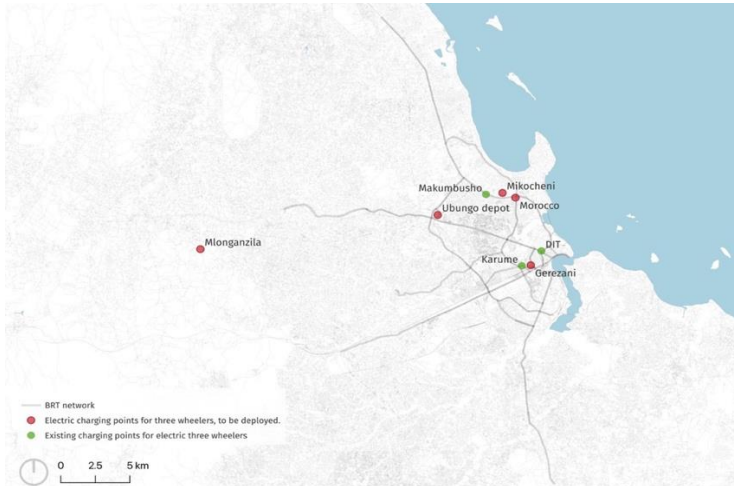 Makumbusho
Mikocheni
Morocco
Ubungo depot
Mlonganzila
DIT
Karume
Gerezani
BRT network
Electric charging points for three wheelers, to be deployed.
Existing charging points for electric three wheelers
0 2.5 5 km